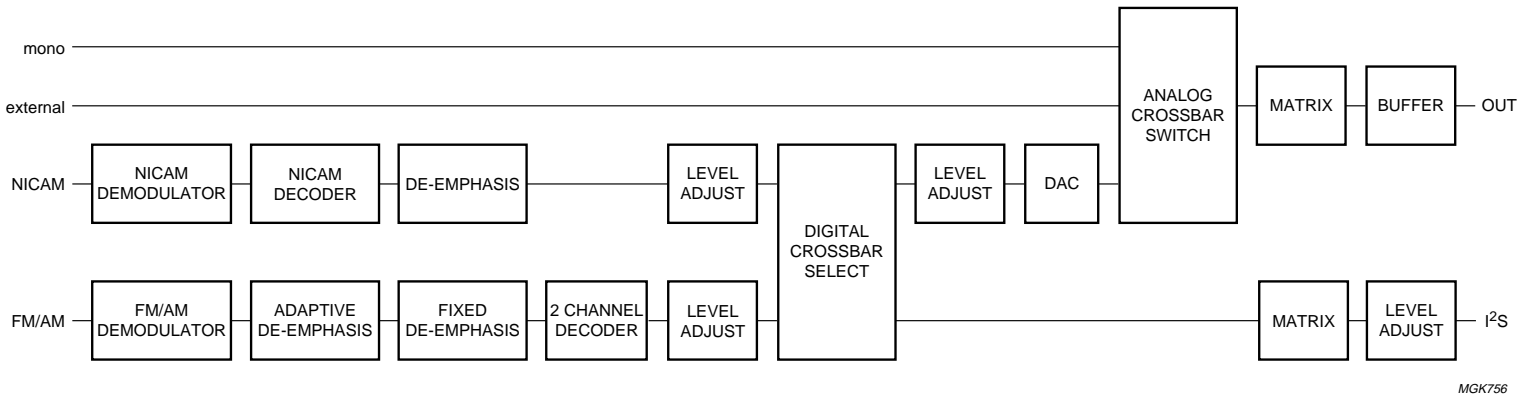 mono
external
NICAM
FM/AM
NICAM
DEMODULATOR
NICAM
DECODER
DE-EMPHASIS
LEVEL
ADJUST
FM/AM
DEMODULATOR
ADAPTIVE
DE-EMPHASIS
FIXED
DE-EMPHASIS
2 CHANNEL
DECODER
LEVEL
ADJUST
DIGITAL
CROSSBAR
SELECT
LEVEL
ADJUST
DAC
ANALOG
CROSSBAR
SWITCH
MATRIX
BUFFER
OUT
MATRIX
LEVEL
ADJUST
I²S
MGK756